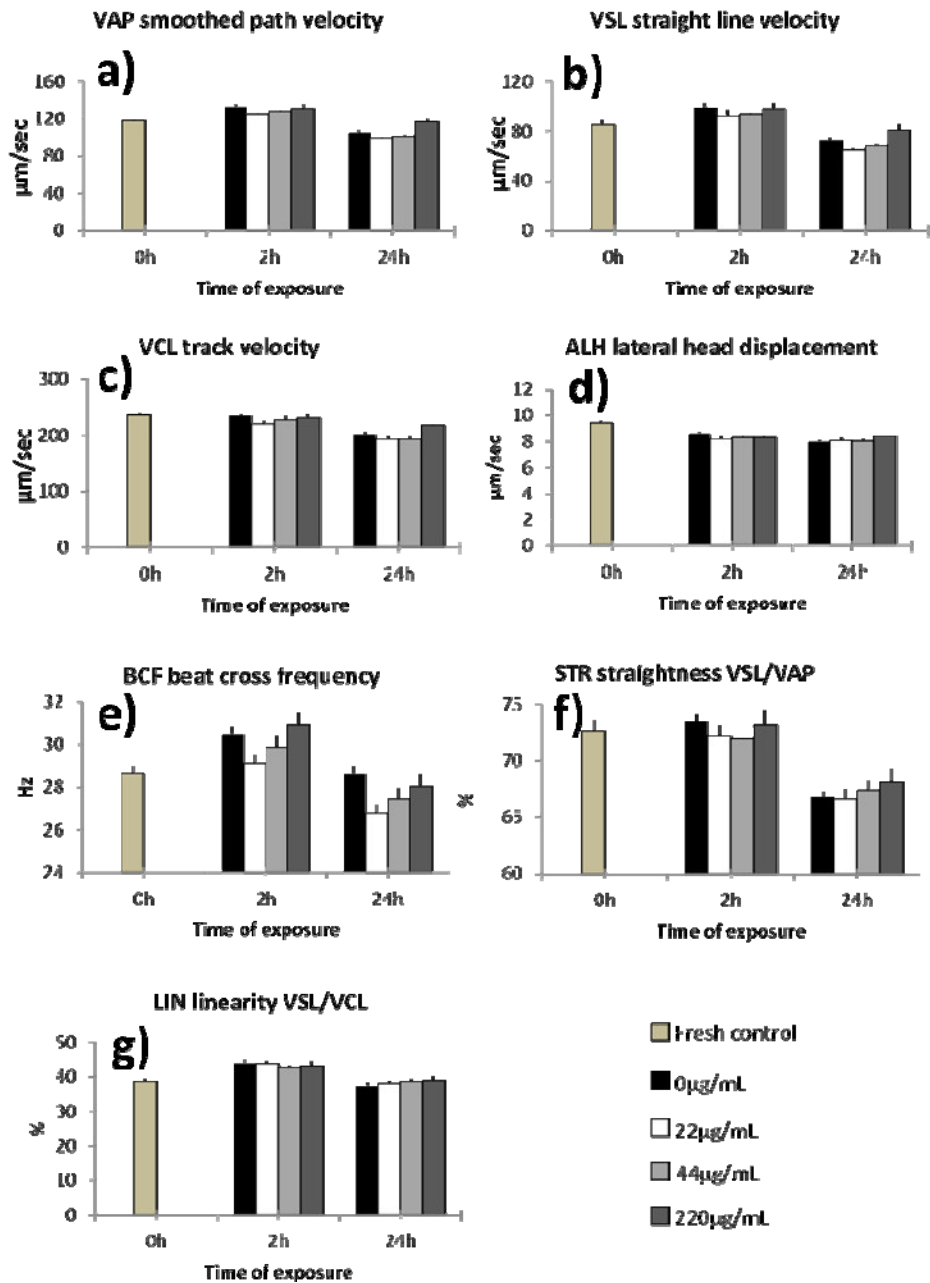 VAP smoothed path velocity
a)
µm/sec
160
120
80
40
0
0h 2h 24h
Time of exposure
VSL straight line velocity
b)
µm/sec
120
80
40
0
0h 2h 24h
Time of exposure
VCL track velocity
c)
µm/sec
300
200
100
0
0h 2h 24h
Time of exposure
ALH lateral head displacement
d)
µm/sec
12
10
8
6
4
2
0
0h 2h 24h
Time of exposure
BCF beat cross frequency
e)
Hz
32
30
28
26
24
0h 2h 24h
Time of exposure
STR straightness VSL/VAP
f)
%
75
70
65
60
0h 2h 24h
Time of exposure
LIN linearity VSL/VCL
g)
%
50
40
30
20
10
0
0h 2h 24h
Time of exposure
Fresh control
0µg/mL
22µg/mL
44µg/mL
220µg/mL